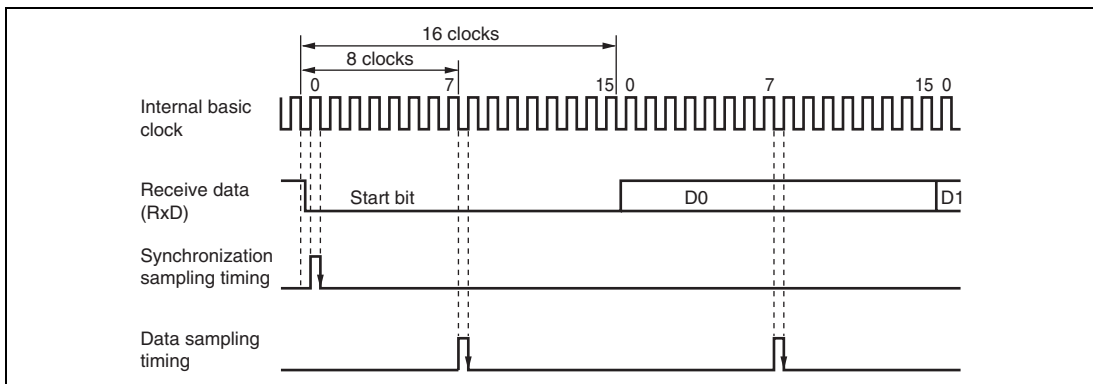 16 clocks
8 clocks
0 7 15 0 7 15 0
Internal basic
clock
Receive data
(RxD)
Start bit D0 D1
Synchronization
sampling timing
Data sampling
timing